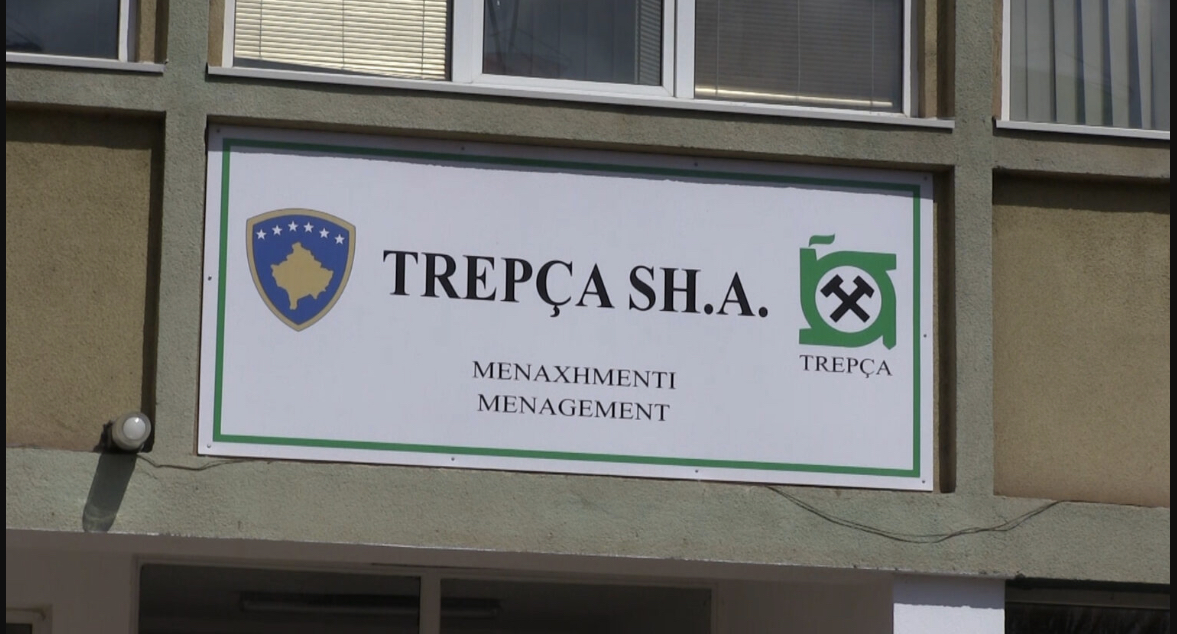 TREPÇA SH.A.
TREPÇA
MENAXHMENTI
MENAGEMENT